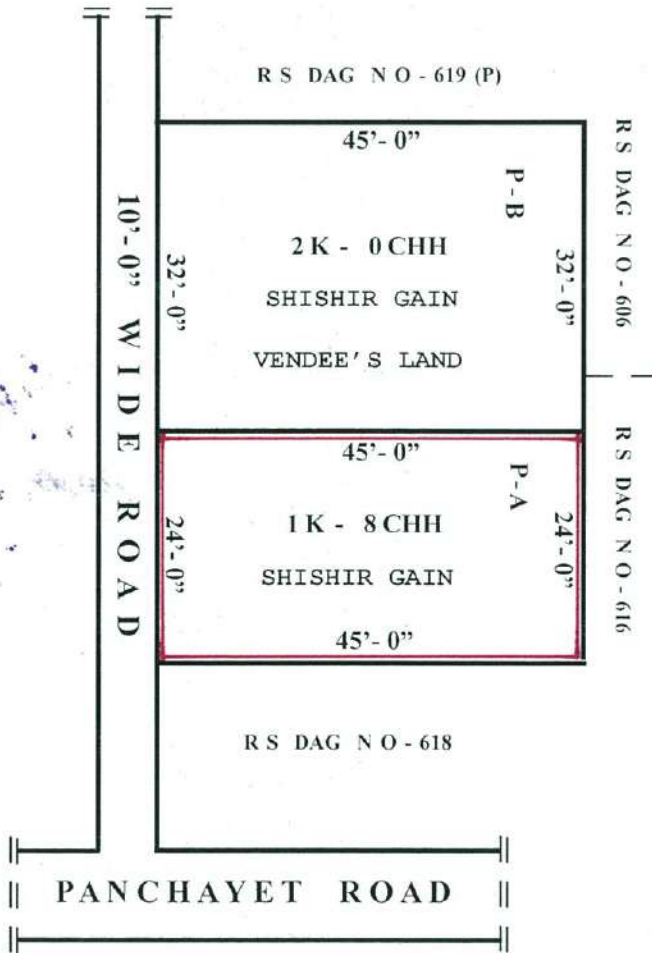 R S DAG N O - 619 (P)
45'- 0"
P-B
R S DAG N O - 606
10'- 0" WIDE ROAD
32'- 0"
2 K - 0 CHH
32'- 0"
SHISHIR GAIN
VENDEE'S LAND
45'- 0"
P-A
R S DAG N O - 616
24'- 0"
1 K - 8 CHH
24'- 0"
SHISHIR GAIN
45'- 0"
R S DAG N O - 618
PANCHAYET ROAD